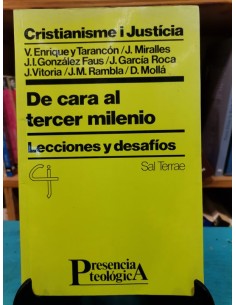 Cristianisme i Justícia
V. Enrique y Tarancón/J. Miralles
J.I. González Faus/J. García Roca
J. Vitoria/J.M. Rambla/D. Mollá
De cara al
tercer milenio
Lecciones y desafíos
Sal Terrae
Presencia
teológicA